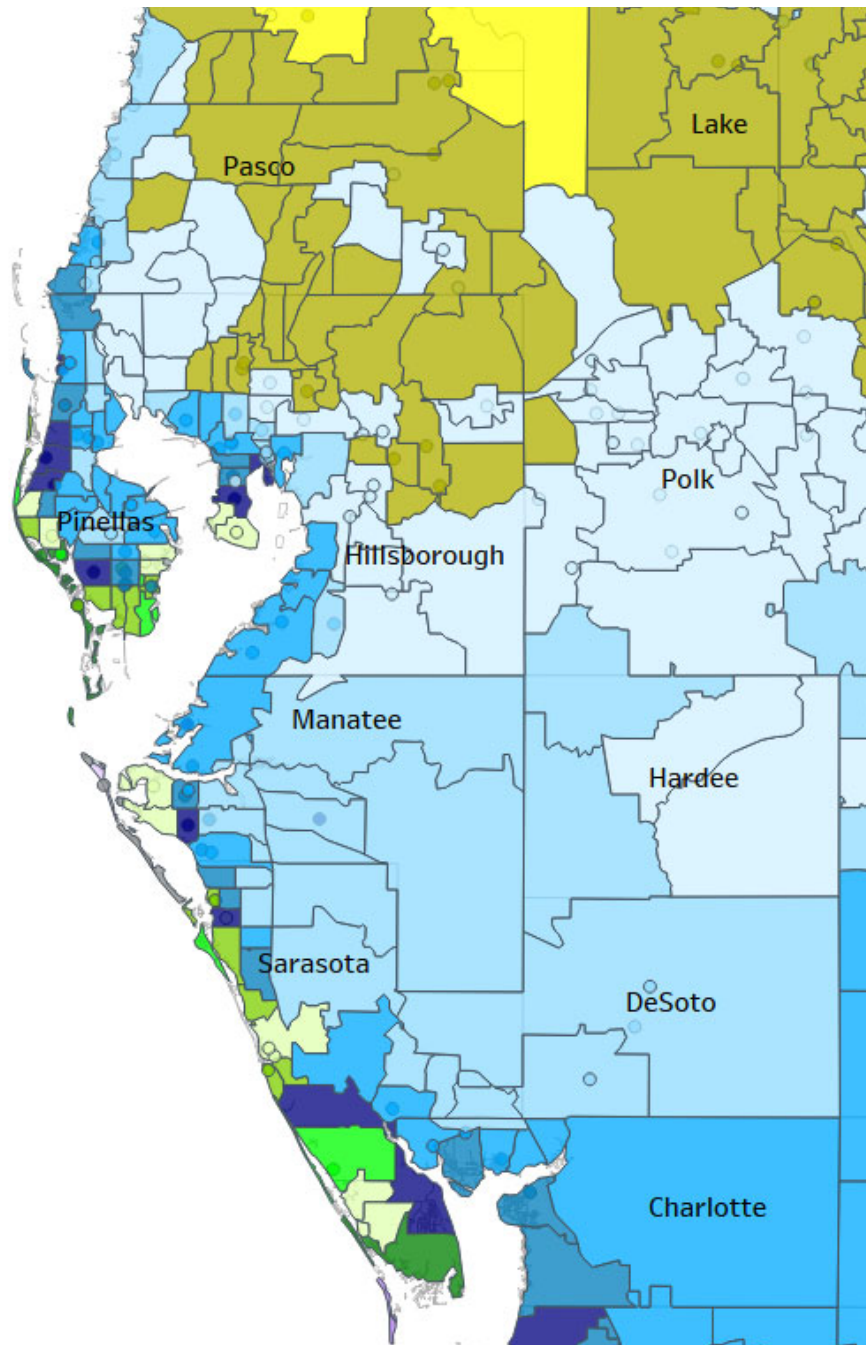 Lake
Pasco
Polk
Pinellas
Hillsborough
Manatee
Hardee
Sarasota
DeSoto
Charlotte